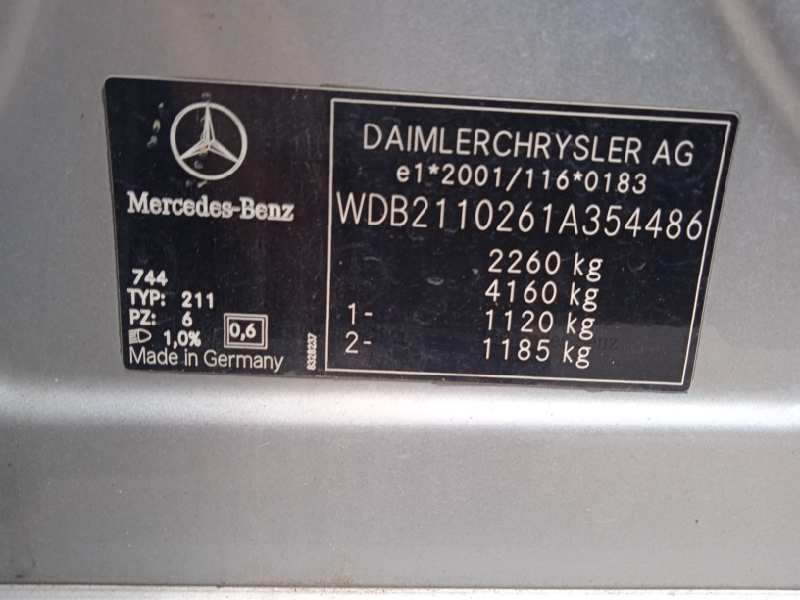 Mercedes-Benz
744
TYP: 211
PZ: 6
1,0% 0,6
Made in Germany
8328237
DAIMLERCHRYSLER AG
e1*2001/116*0183
WDB2110261A354486
2260 kg
4160 kg
1- 1120 kg
2- 1185 kg